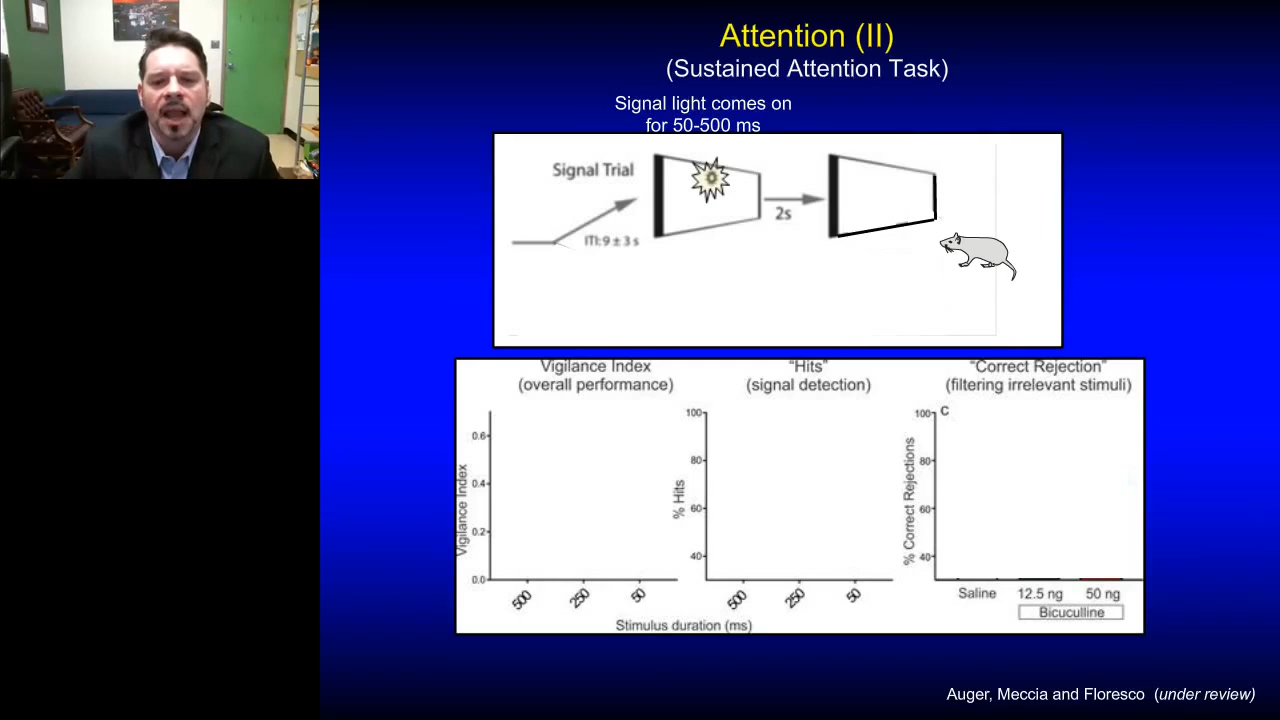 Attention (II)
(Sustained Attention Task)
Signal light comes on
for 50-500 ms
Signal Trial
ITI: 9 ± 3 s
2s
Vigilance Index
(overall performance)
Vigilance Index
0.6
0.4
0.2
0.0
500
250
50
"Hits"
(signal detection)
% Hits
100
80
60
40
500
250
50
Stimulus duration (ms)
"Correct Rejection"
(filtering irrelevant stimuli)
C
% Correct Rejections
100
80
60
40
Saline
12.5 ng
50 ng
Bicuculline
Auger, Meccia and Floresco (under review)